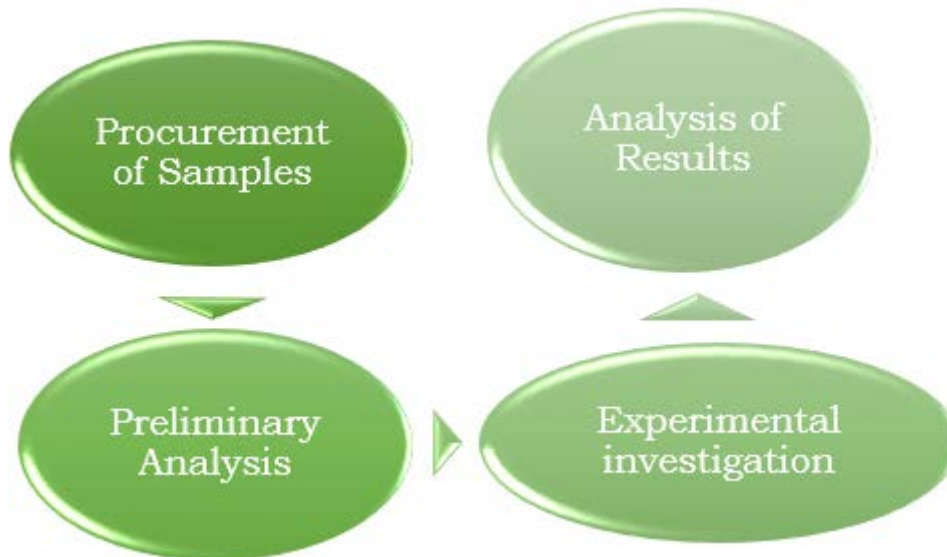 Procurement
of Samples
Preliminary
Analysis
Experimental
investigation
Analysis of
Results